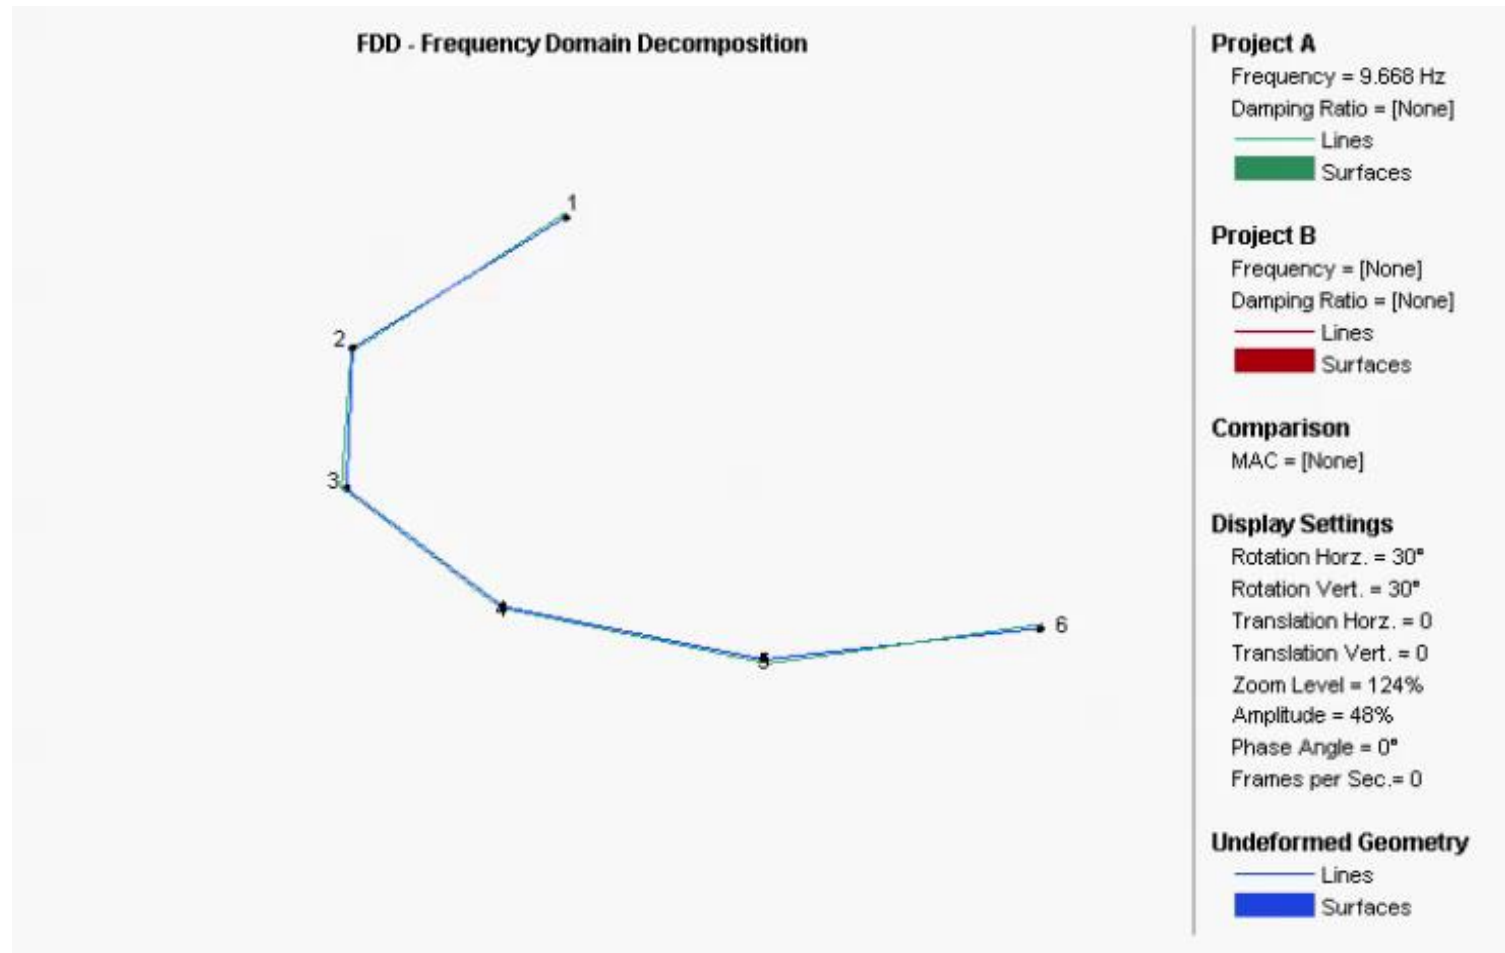 FDD - Frequency Domain Decomposition
1
2
3
4
5
6
Project A
Frequency = 9.668 Hz
Damping Ratio = [None]
Lines
Surfaces
Project B
Frequency = [None]
Damping Ratio = [None]
Lines
Surfaces
Comparison
MAC = [None]
Display Settings
Rotation Horz. = 30°
Rotation Vert. = 30°
Translation Horz. = 0
Translation Vert. = 0
Zoom Level = 124%
Amplitude = 48%
Phase Angle = 0°
Frames per Sec.= 0
Undeformed Geometry
Lines
Surfaces